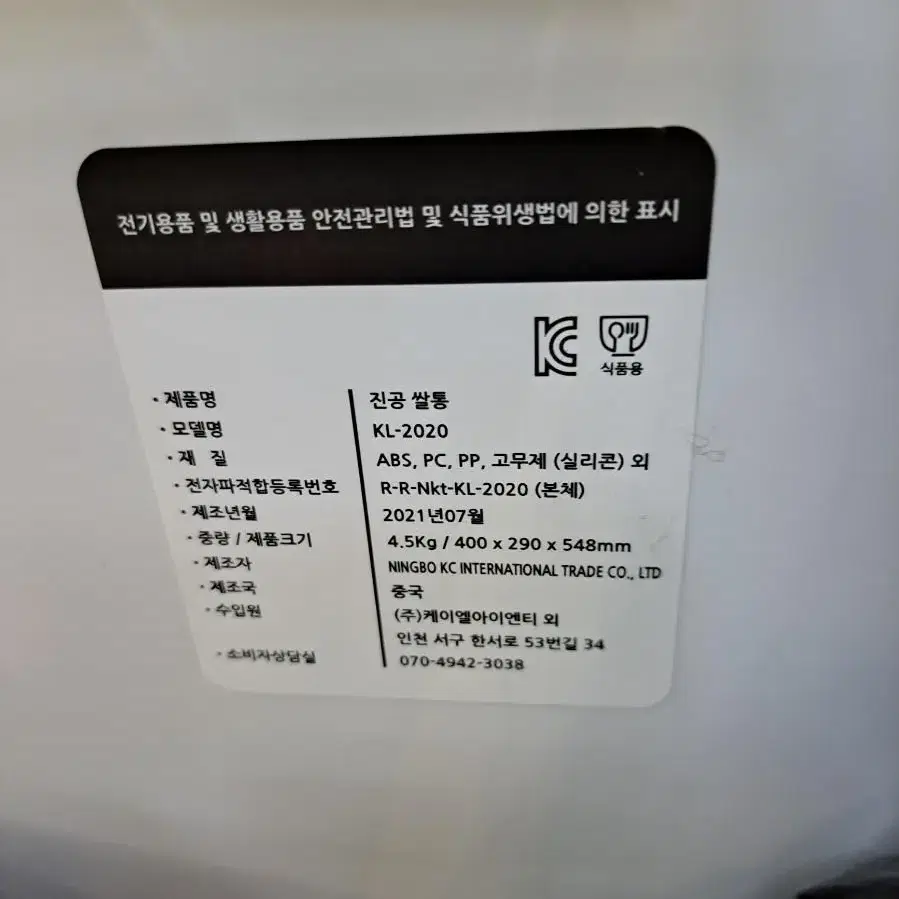 전기용품 및 생활용품 안전관리법 및 식품위생법에 의한 표시
KC
식품용
· 제품명 진공 쌀통
· 모델명 KL-2020
· 재 질 ABS, PC, PP, 고무제 (실리콘) 외
· 전자파적합등록번호 R-R-Nkt-KL-2020 (본체)
· 제조년월 2021년07월
· 중량 / 제품크기 4.5Kg / 400 x 290 x 548mm
· 제조자 NINGBO KC INTERNATIONAL TRADE CO., LTD
· 제조국 중국
· 수입원 (주)케이엘아이엔티 외
인천 서구 한서로 53번길 34
· 소비자상담실 070-4942-3038